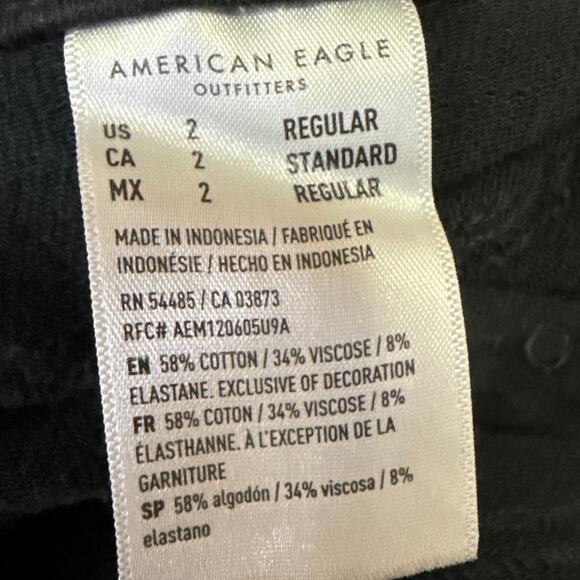 AMERICAN EAGLE
OUTFITTERS
US 2 REGULAR
CA 2 STANDARD
MX 2 REGULAR
MADE IN INDONESIA / FABRIQUÉ EN
INDONÉSIE / HECHO EN INDONESIA
RN 54485 / CA 03873
RFC# AEM120605U9A
EN 58% COTTON / 34% VISCOSE / 8%
ELASTANE. EXCLUSIVE OF DECORATION
FR 58% COTON / 34% VISCOSE / 8%
ÉLASTHANNE. À L'EXCEPTION DE LA
GARNITURE
SP 58% algodón / 34% viscosa / 8%
elastano